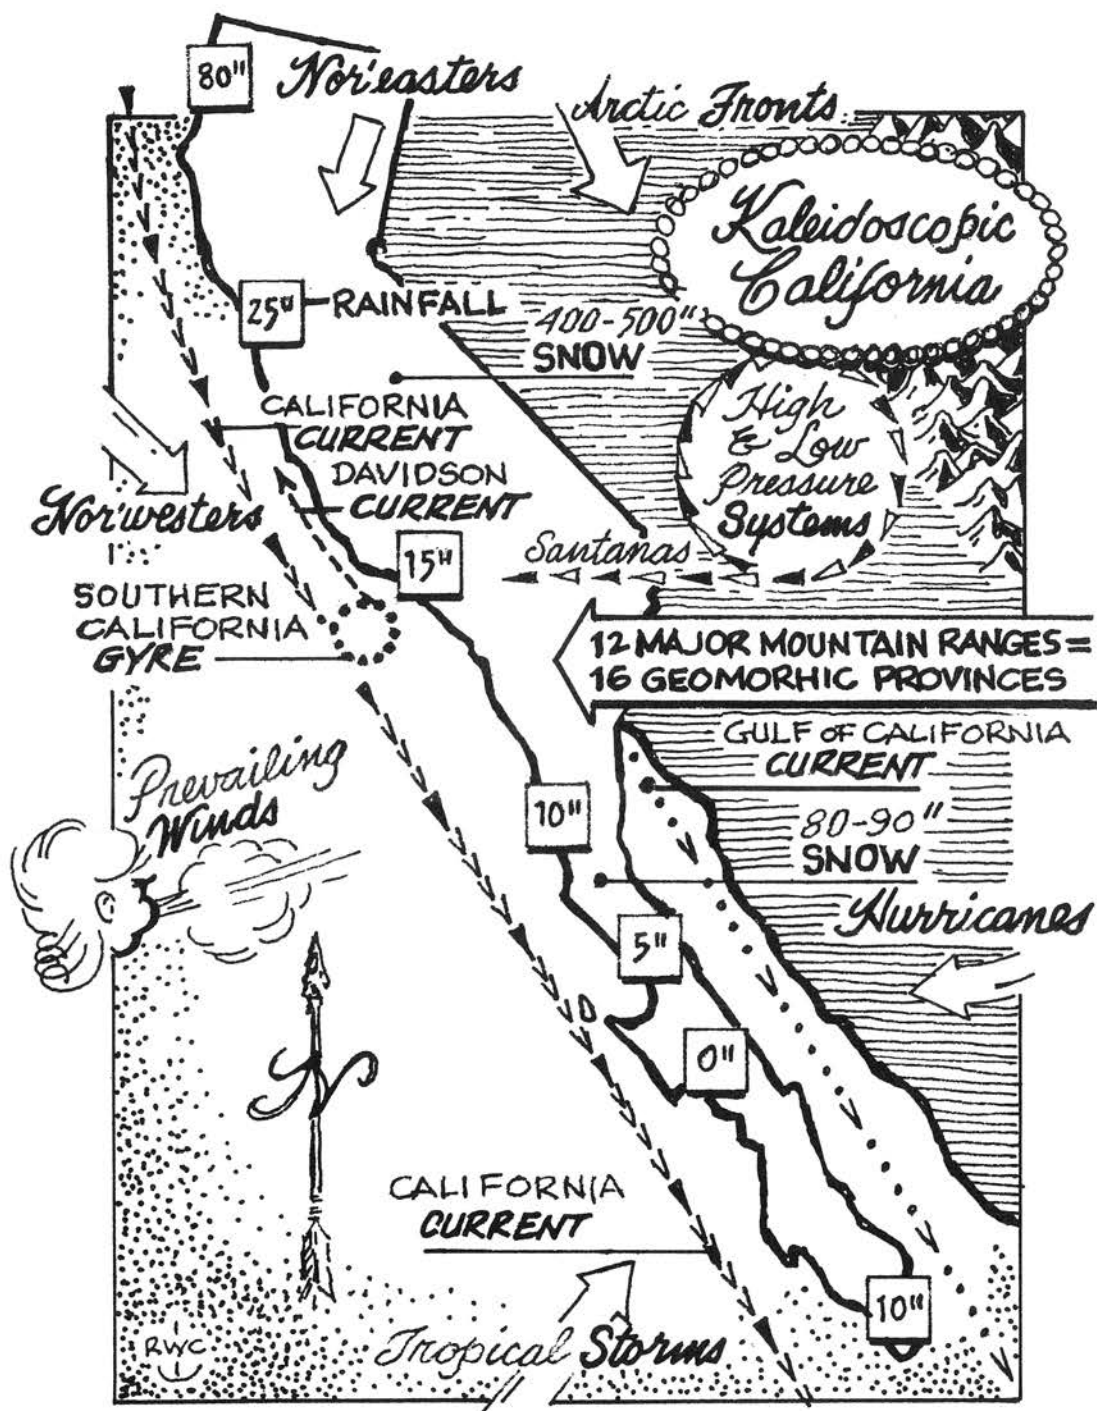 80"
Nor'easters
Arctic Fronts
Kaleidoscopic
California
25"
RAINFALL
400-500"
SNOW
High
& Low
Pressure
Systems
CALIFORNIA
CURRENT
DAVIDSON
CURRENT
Nor'westers
15"
Santanas
SOUTHERN
CALIFORNIA
GYRE
12 MAJOR MOUNTAIN RANGES =
16 GEOMORHIC PROVINCES
GULF OF CALIFORNIA
CURRENT
Prevailing
Winds
10"
80-90"
SNOW
Hurricanes
5"
0"
N
CALIFORNIA
CURRENT
10"
RWC
Tropical Storms